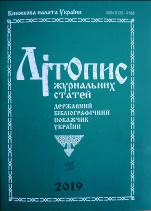 Книжкова палата України
Літопис
журнальних
статей
Державний
бібліографічний
покажчик
України
2019